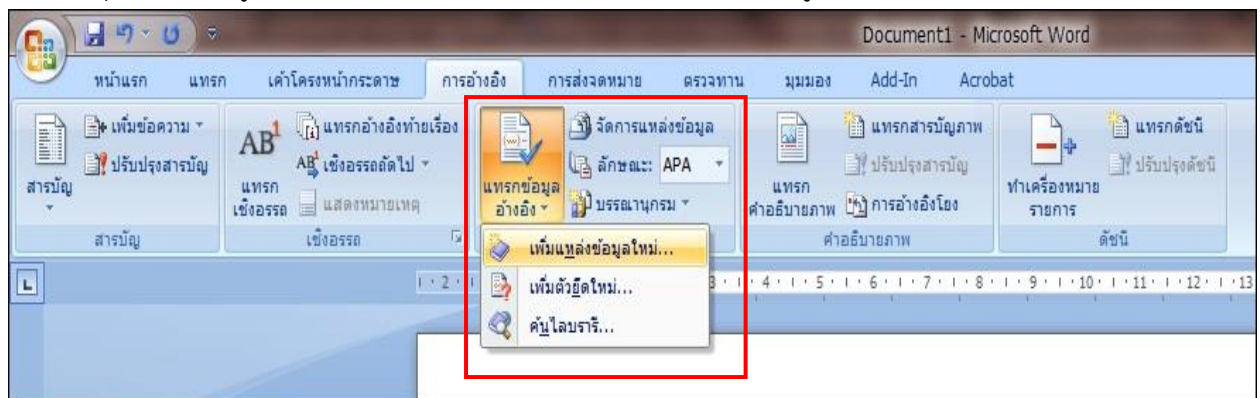 Document1 - Microsoft Word
หน้าแรก แทรก เค้าโครงหน้ากระดาษ การอ้างอิง การส่งจดหมาย ตรวจทาน มุมมอง Add-In Acrobat
สารบัญ
เพิ่มข้อความ
ปรับปรุงสารบัญ
สารบัญ
AB1
แทรก
เชิงอรรถ
แทรกอ้างอิงท้ายเรื่อง
เชิงอรรถถัดไป
แสดงหมายเหตุ
เชิงอรรถ
แทรกข้อมูล
อ้างอิง
จัดการแหล่งข้อมูล
ลักษณะ: APA
บรรณานุกรม
เพิ่มแหล่งข้อมูลใหม่...
เพิ่มตัวยึดใหม่...
ค้นไลบรารี...
แทรก
คำอธิบายภาพ
แทรกสารบัญภาพ
ปรับปรุงสารบัญ
การอ้างอิงโยง
คำอธิบายภาพ
ทำเครื่องหมาย
รายการ
แทรกดัชนี
ปรับปรุงดัชนี
ดัชนี
L
2 3 4 5 6 7 8 9 10 11 12 13